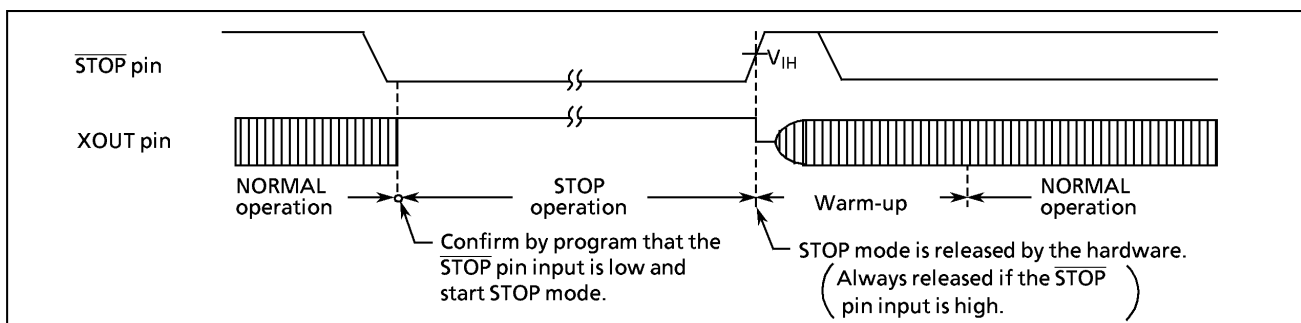 STOP pin
V_IH
XOUT pin
NORMAL
operation
STOP
operation
Warm-up
NORMAL
operation
Confirm by program that the
STOP pin input is low and
start STOP mode.
STOP mode is released by the hardware.
(Always released if the STOP
pin input is high.)